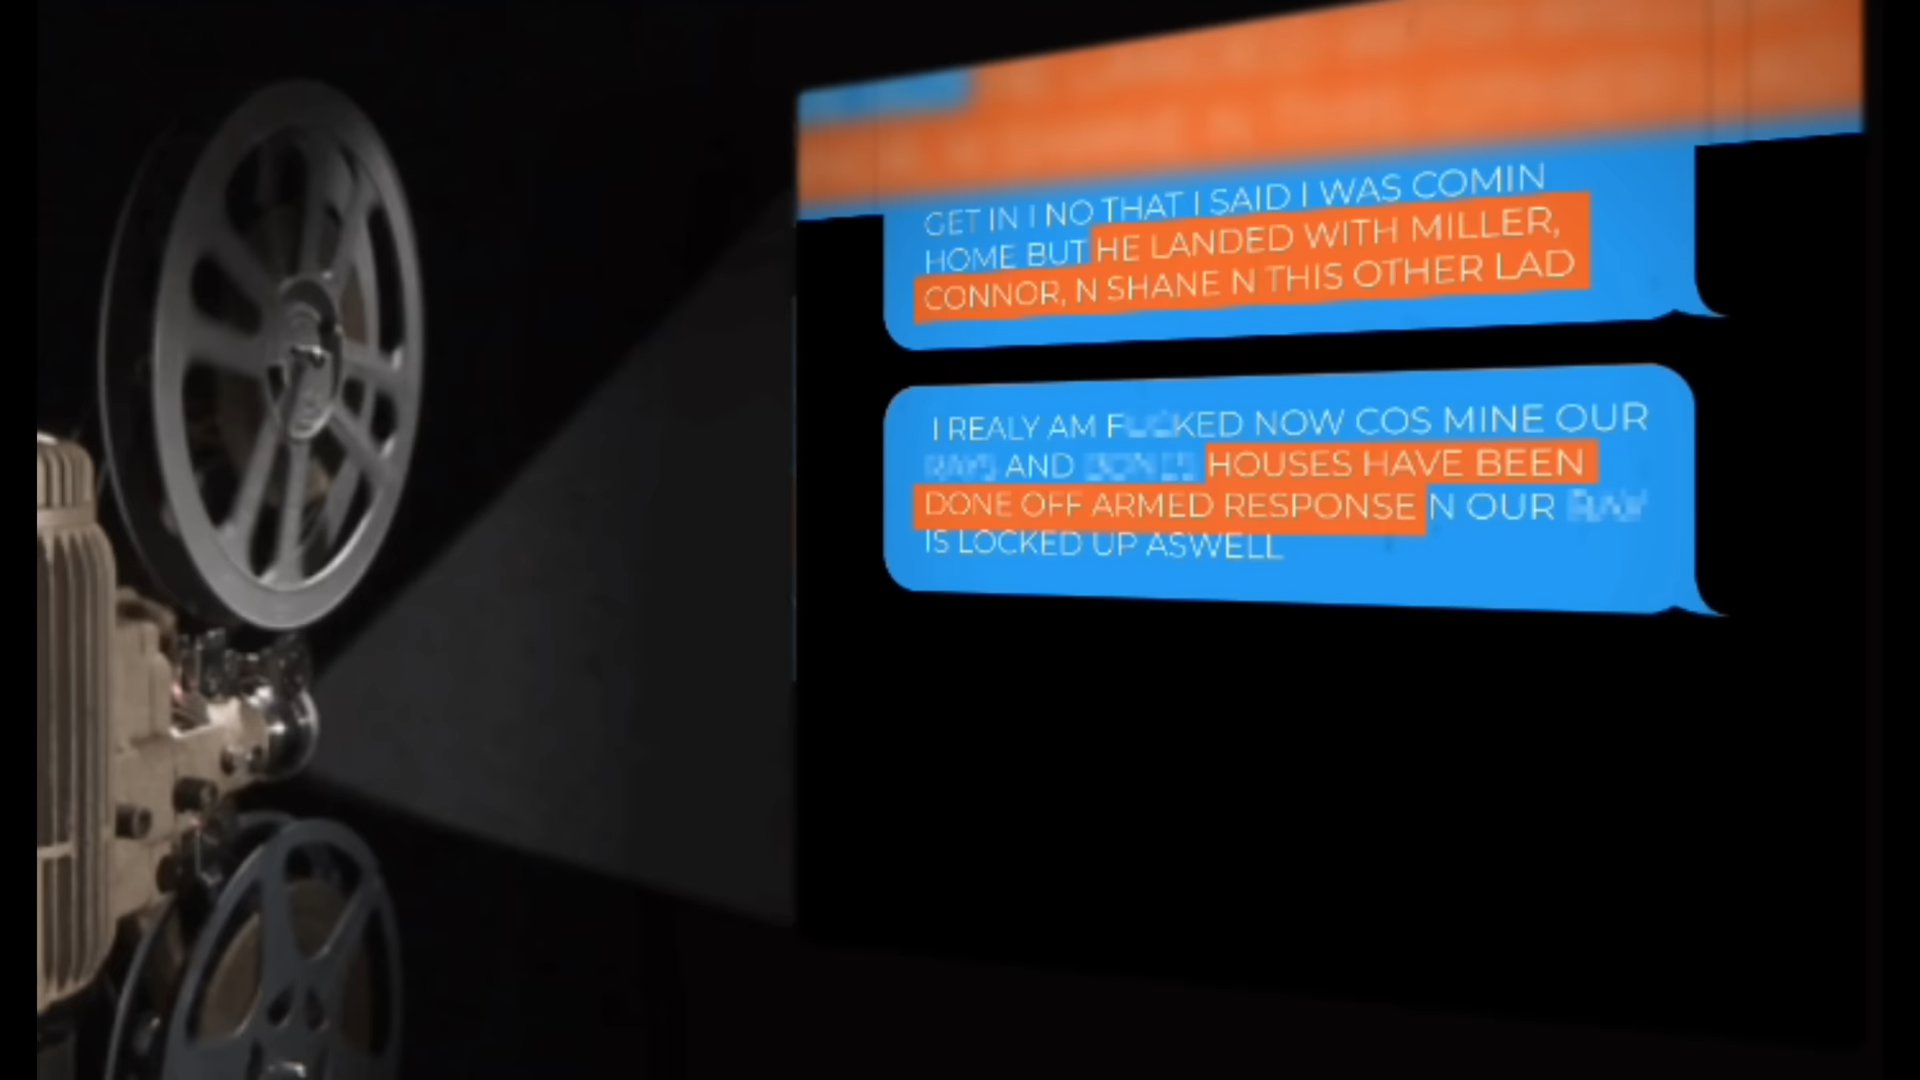 GET IN I NO THAT I SAID I WAS COMIN
HOME BUT HE LANDED WITH MILLER,
CONNOR, N SHANE N THIS OTHER LAD
I REALY AM F KED NOW COS MINE OUR
AND HOUSES HAVE BEEN
DONE OFF ARMED RESPONSE N OUR
IS LOCKED UP ASWELL